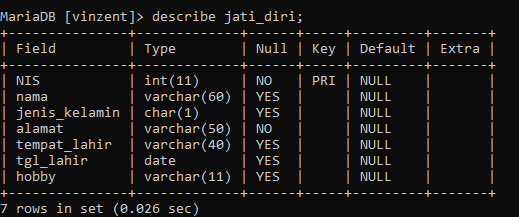 MariaDB [vinzent]> describe jati_diri;
+---------------+-------------+------+-----+---------+-------+
| Field         | Type        | Null | Key | Default | Extra |
+---------------+-------------+------+-----+---------+-------+
| NIS           | int(11)     | NO   | PRI | NULL    |       |
| nama          | varchar(60) | YES  |     | NULL    |       |
| jenis_kelamin | char(1)     | YES  |     | NULL    |       |
| alamat        | varchar(50) | NO   |     | NULL    |       |
| tempat_lahir  | varchar(40) | YES  |     | NULL    |       |
| tgl_lahir     | date        | YES  |     | NULL    |       |
| hobby         | varchar(11) | YES  |     | NULL    |       |
+---------------+-------------+------+-----+---------+-------+
7 rows in set (0.026 sec)